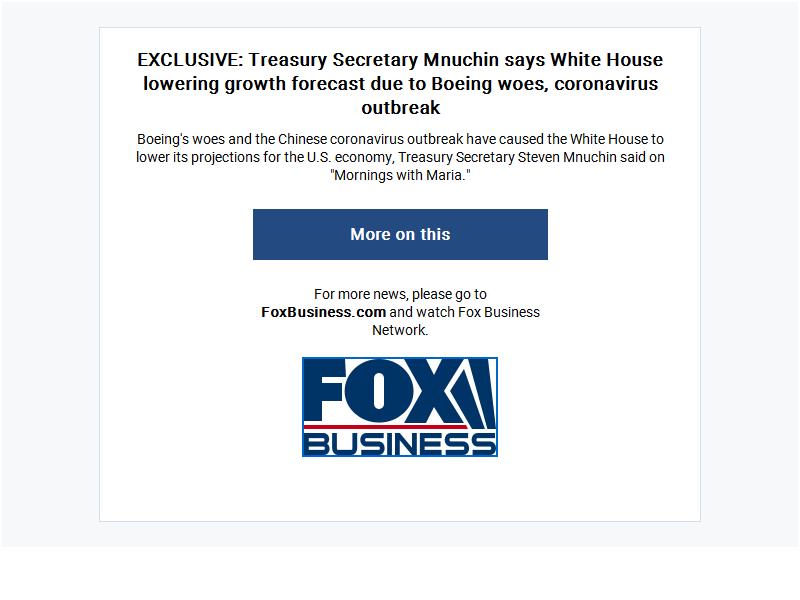 EXCLUSIVE: Treasury Secretary Mnuchin says White House
lowering growth forecast due to Boeing woes, coronavirus
outbreak
Boeing's woes and the Chinese coronavirus outbreak have caused the White House to
lower its projections for the U.S. economy, Treasury Secretary Steven Mnuchin said on
"Mornings with Maria."
More on this
For more news, please go to
FoxBusiness.com and watch Fox Business
Network.
FOX
BUSINESS